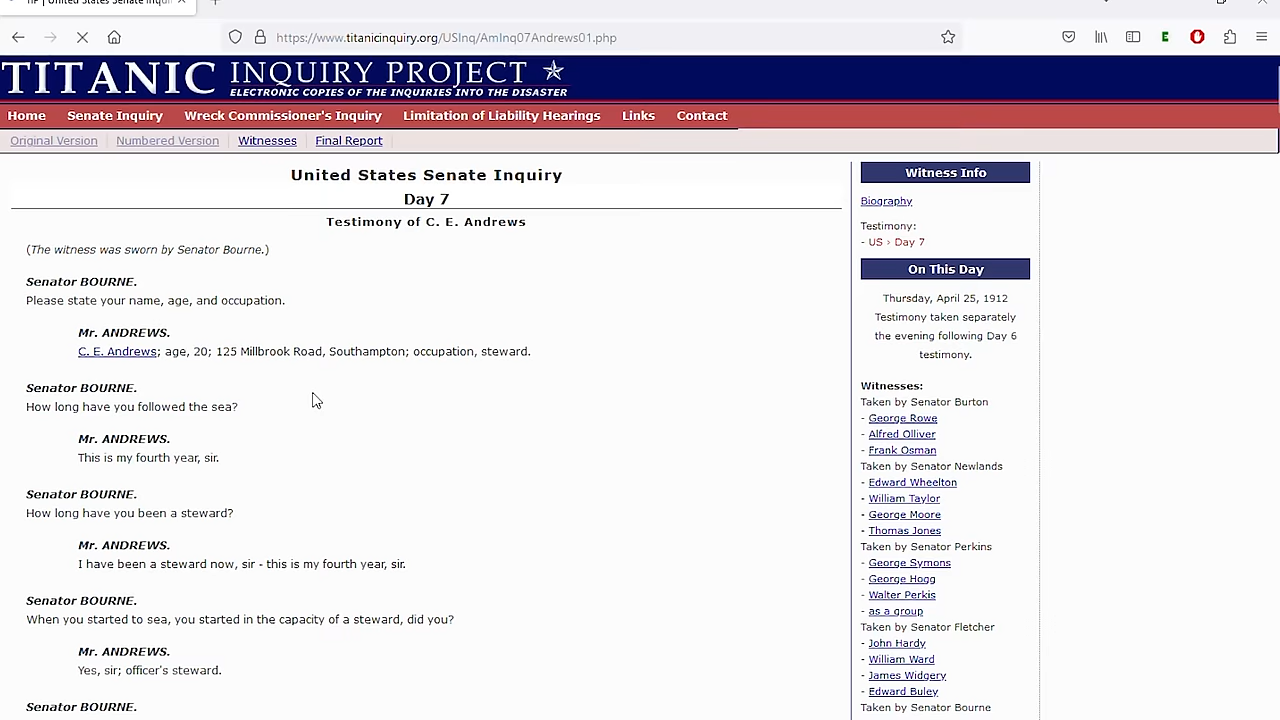 TIP | United States Senate Inqui
https://www.titanicinquiry.org/USInq/AmInq07Andrews01.php
TITANIC INQUIRY PROJECT
ELECTRONIC COPIES OF THE INQUIRIES INTO THE DISASTER
Home Senate Inquiry Wreck Commissioner's Inquiry Limitation of Liability Hearings Links Contact
Original Version Numbered Version Witnesses Final Report
United States Senate Inquiry
Day 7
Testimony of C. E. Andrews
(The witness was sworn by Senator Bourne.)
Senator BOURNE.
Please state your name, age, and occupation.
Mr. ANDREWS.
C. E. Andrews; age, 20; 125 Millbrook Road, Southampton; occupation, steward.
Senator BOURNE.
How long have you followed the sea?
Mr. ANDREWS.
This is my fourth year, sir.
Senator BOURNE.
How long have you been a steward?
Mr. ANDREWS.
I have been a steward now, sir - this is my fourth year, sir.
Senator BOURNE.
When you started to sea, you started in the capacity of a steward, did you?
Mr. ANDREWS.
Yes, sir; officer's steward.
Senator BOURNE.
Witness Info
Biography
Testimony:
- US > Day 7
On This Day
Thursday, April 25, 1912
Testimony taken separately
the evening following Day 6
testimony.
Witnesses:
Taken by Senator Burton
- George Rowe
- Alfred Olliver
- Frank Osman
Taken by Senator Newlands
- Edward Wheelton
- William Taylor
- George Moore
- Thomas Jones
Taken by Senator Perkins
- George Symons
- George Hogg
- Walter Perkis
- as a group
Taken by Senator Fletcher
- John Hardy
- William Ward
- James Widgery
- Edward Buley
Taken by Senator Bourne